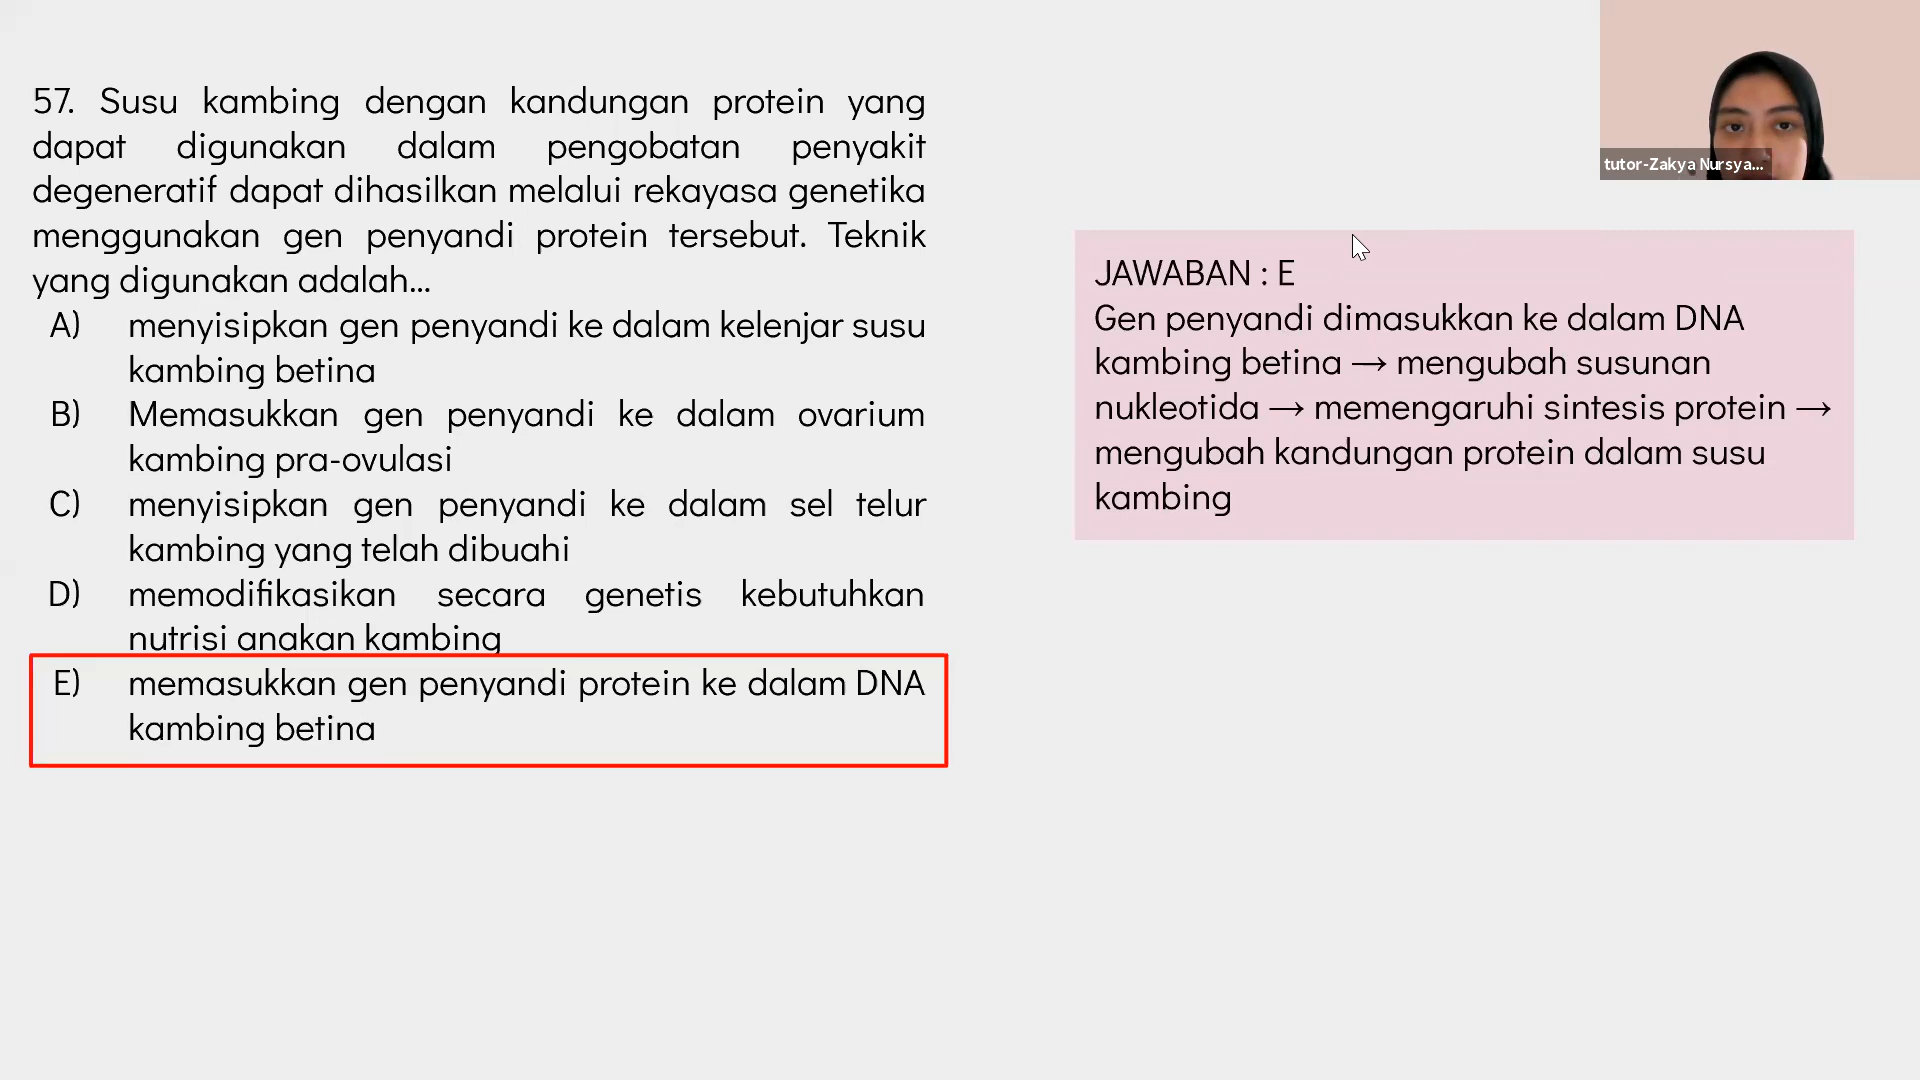 57. Susu kambing dengan kandungan protein yang
dapat digunakan dalam pengobatan penyakit
degeneratif dapat dihasilkan melalui rekayasa genetika
menggunakan gen penyandi protein tersebut. Teknik
yang digunakan adalah...
A) menyisipkan gen penyandi ke dalam kelenjar susu
kambing betina
B) Memasukkan gen penyandi ke dalam ovarium
kambing pra-ovulasi
C) menyisipkan gen penyandi ke dalam sel telur
kambing yang telah dibuahi
D) memodifikasikan secara genetis kebutuhkan
nutrisi anakan kambing
E) memasukkan gen penyandi protein ke dalam DNA
kambing betina
tutor-Zakya Nursya...
JAWABAN : E
Gen penyandi dimasukkan ke dalam DNA
kambing betina → mengubah susunan
nukleotida → memengaruhi sintesis protein →
mengubah kandungan protein dalam susu
kambing